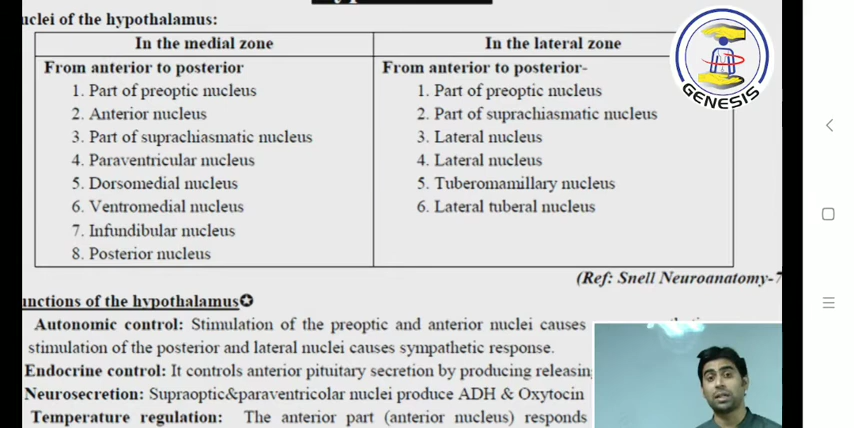 uclei of the hypothalamus:
In the medial zone
From anterior to posterior
1. Part of preoptic nucleus
2. Anterior nucleus
3. Part of suprachiasmatic nucleus
4. Paraventricular nucleus
5. Dorsomedial nucleus
6. Ventromedial nucleus
7. Infundibular nucleus
8. Posterior nucleus
In the lateral zone
From anterior to posterior-
1. Part of preoptic nucleus
2. Part of suprachiasmatic nucleus
3. Lateral nucleus
4. Lateral nucleus
5. Tuberomamillary nucleus
6. Lateral tuberal nucleus
GENESIS
(Ref: Snell Neuroanatomy-7
unctions of the hypothalamus✪
Autonomic control: Stimulation of the preoptic and anterior nuclei causes
stimulation of the posterior and lateral nuclei causes sympathetic response.
Endocrine control: It controls anterior pituitary secretion by producing releasin
Neurosecretion: Supraoptic&paraventricolar nuclei produce ADH & Oxytocin
Temperature regulation: The anterior part (anterior nucleus) responds